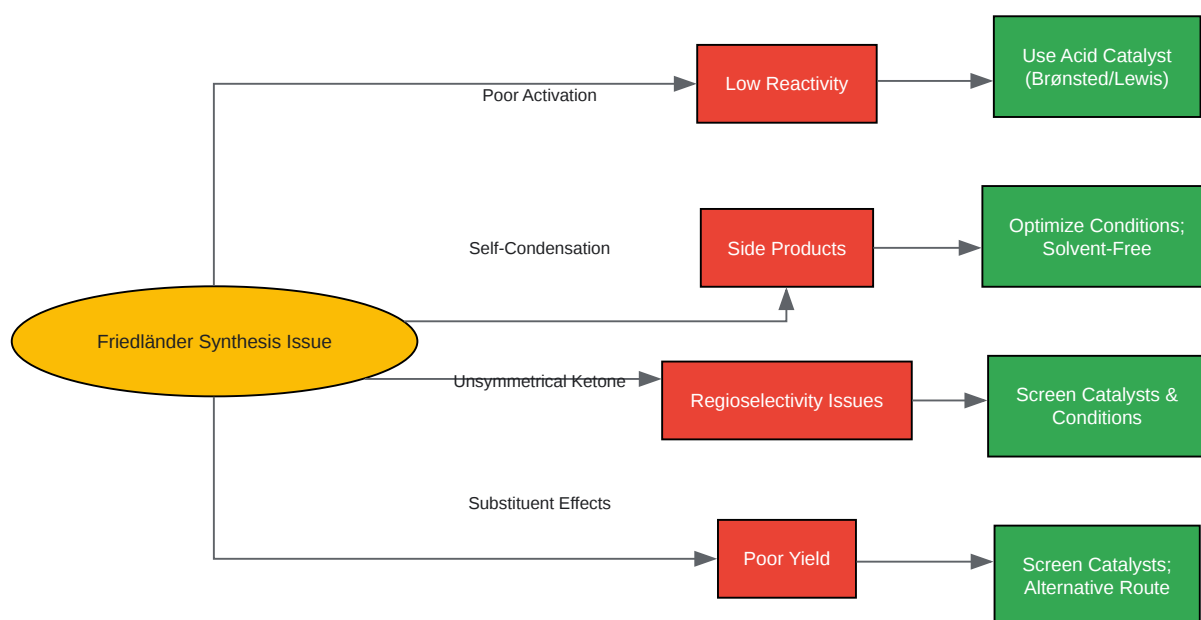 Use Acid Catalyst
(Brønsted/Lewis)
Low Reactivity
Poor Activation
Optimize Conditions;
Solvent-Free
Side Products
Self-Condensation
Friedländer Synthesis Issue
Unsymmetrical Ketone
Regioselectivity Issues
Screen Catalysts &
Conditions
Substituent Effects
Poor Yield
Screen Catalysts;
Alternative Route